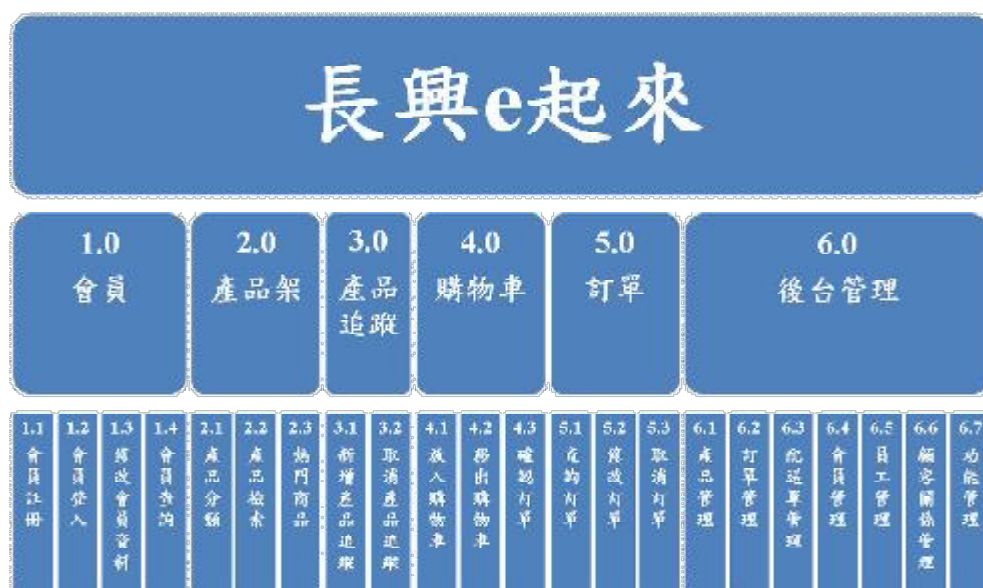 長興e起來
1.0
會員
2.0
產品架
3.0
產品
追蹤
4.0
購物車
5.0
訂單
6.0
後台管理
1.1
會員註冊
1.2
會員登入
1.3
修改會員資料
1.4
會員查詢
2.1
產品分類
2.2
產品檢索
2.3
熱門商品
3.1
新增產品追蹤
3.2
取消產品追蹤
4.1
放入購物車
4.2
移出購物車
4.3
確認訂單
5.1
查詢訂單
5.2
修改訂單
5.3
取消訂單
6.1
產品管理
6.2
訂單管理
6.3
配送單管理
6.4
會員管理
6.5
員工管理
6.6
顧客關係管理
6.7
功能管理